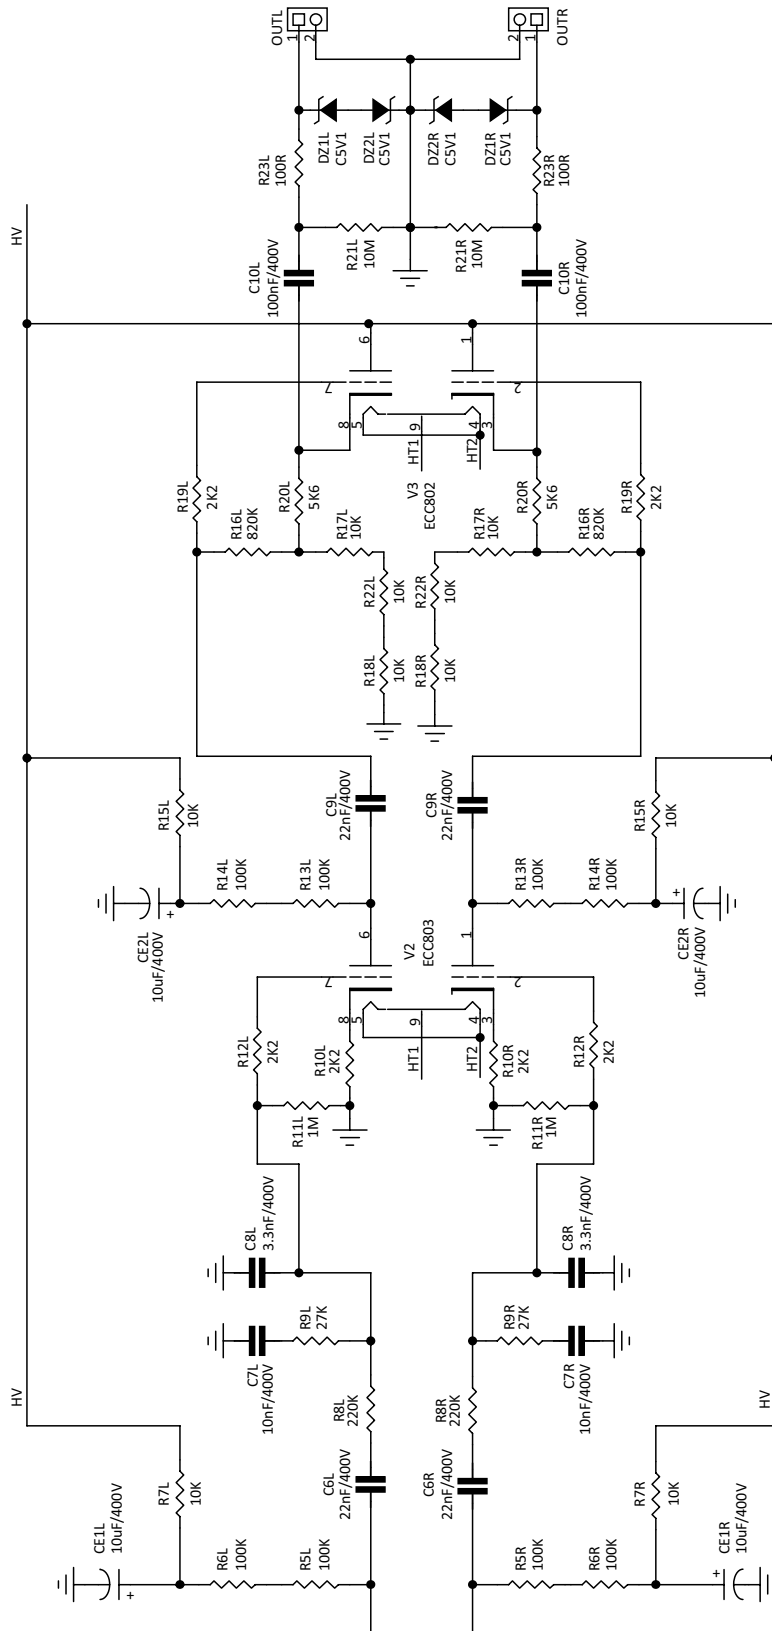 OUTL
1
2
OUTR
2
1
DZ1L
C5V1
DZ2L
C5V1
DZ2R
C5V1
DZ1R
C5V1
R23L
100R
R23R
100R
HV
R21L
10M
R21R
10M
C10L
100nF/400V
C10R
100nF/400V
6
1
7
2
8
5
9
4
3
HT1
HT2
V3
ECC802
R19L
2K2
R16L
820K
R20L
5K6
R17L
10K
R22L
10K
R18L
10K
R17R
10K
R22R
10K
R18R
10K
R20R
5K6
R16R
820K
R19R
2K2
R15L
10K
C9L
22nF/400V
C9R
22nF/400V
R15R
10K
CE2L
10uF/400V
+
R14L
100K
R13L
100K
R13R
100K
R14R
100K
CE2R
10uF/400V
+
6
1
V2
ECC803
7
2
8
5
9
4
3
HT1
HT2
R12L
2K2
R10L
2K2
R11L
1M
R10R
2K2
R11R
1M
R12R
2K2
C8L
3.3nF/400V
C8R
3.3nF/400V
R9L
27K
C7L
10nF/400V
R9R
27K
C7R
10nF/400V
HV
HV
R8L
220K
R8R
220K
C6L
22nF/400V
C6R
22nF/400V
R7L
10K
R7R
10K
CE1L
10uF/400V
+
R6L
100K
R5L
100K
R5R
100K
R6R
100K
CE1R
10uF/400V
+